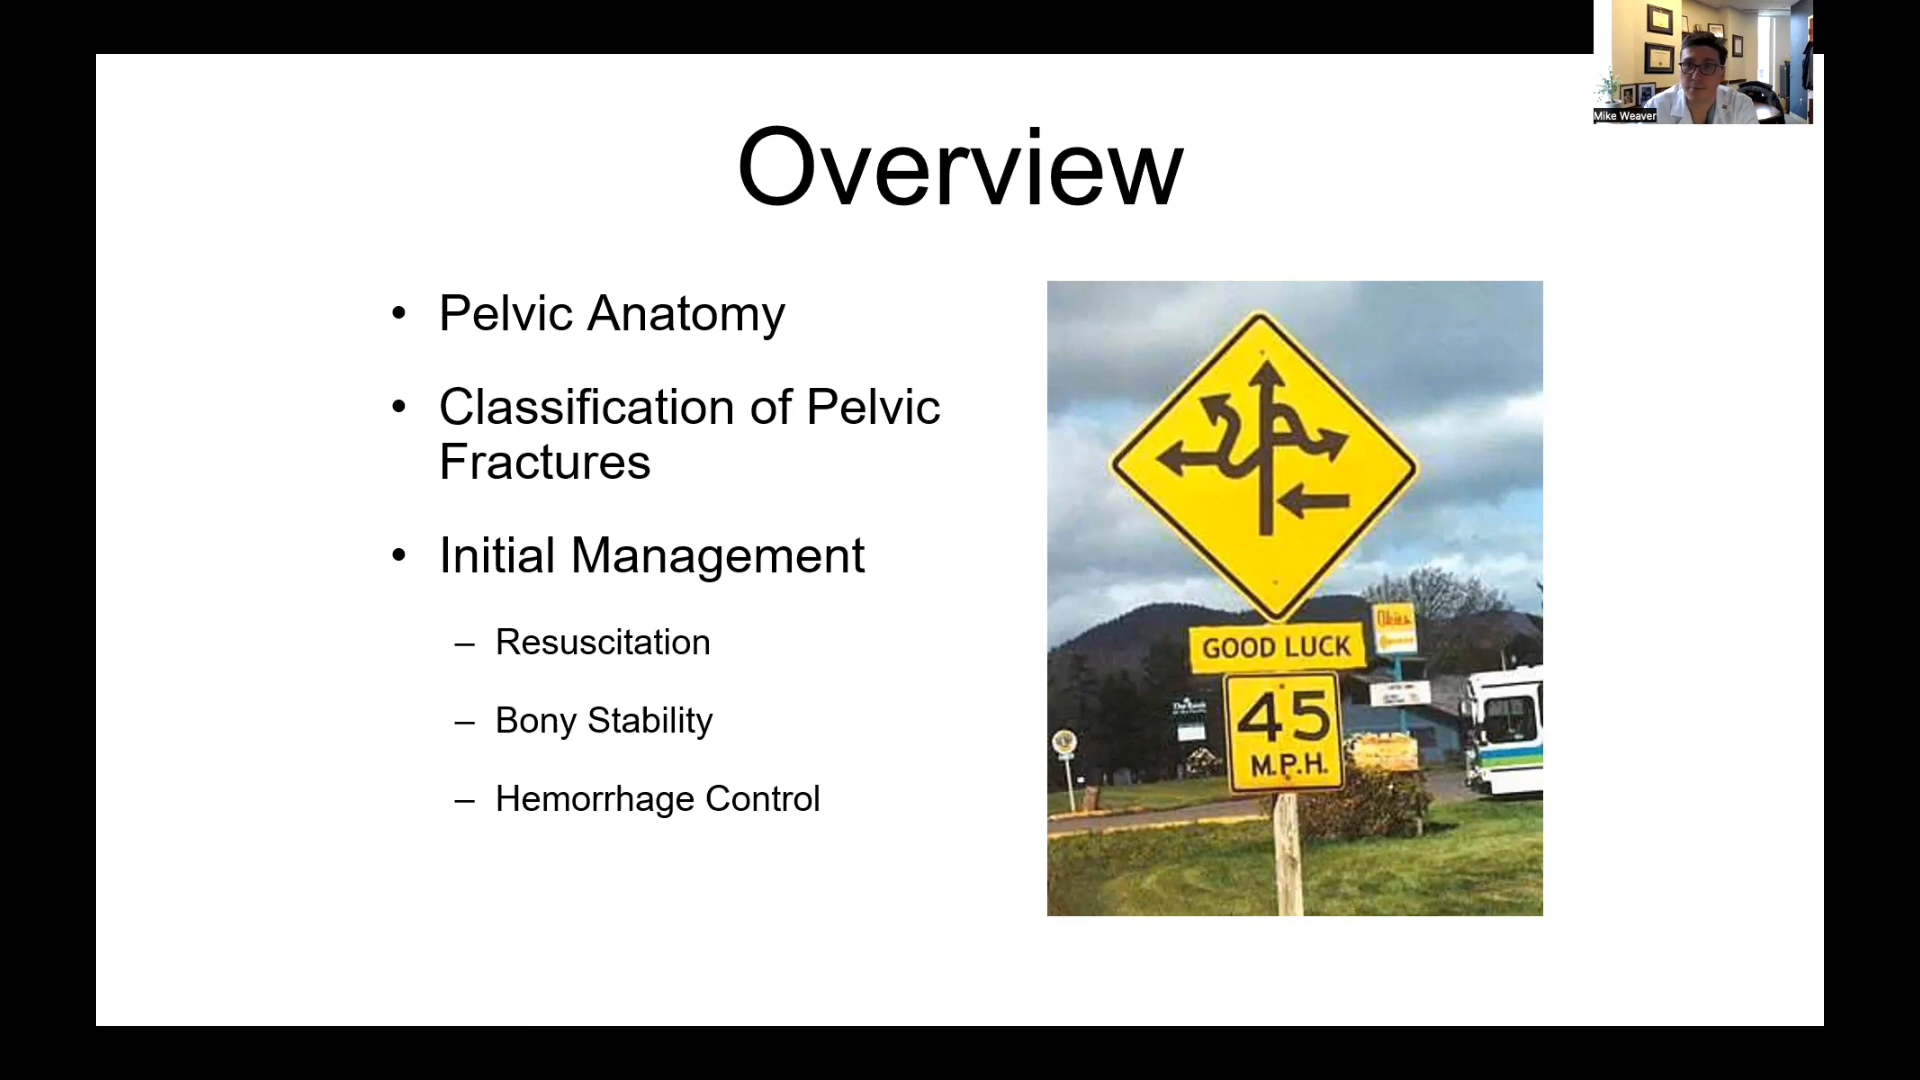 Mike Weaver
Overview
• Pelvic Anatomy
• Classification of Pelvic
Fractures
• Initial Management
– Resuscitation
– Bony Stability
– Hemorrhage Control
GOOD LUCK
45
M.P.H.